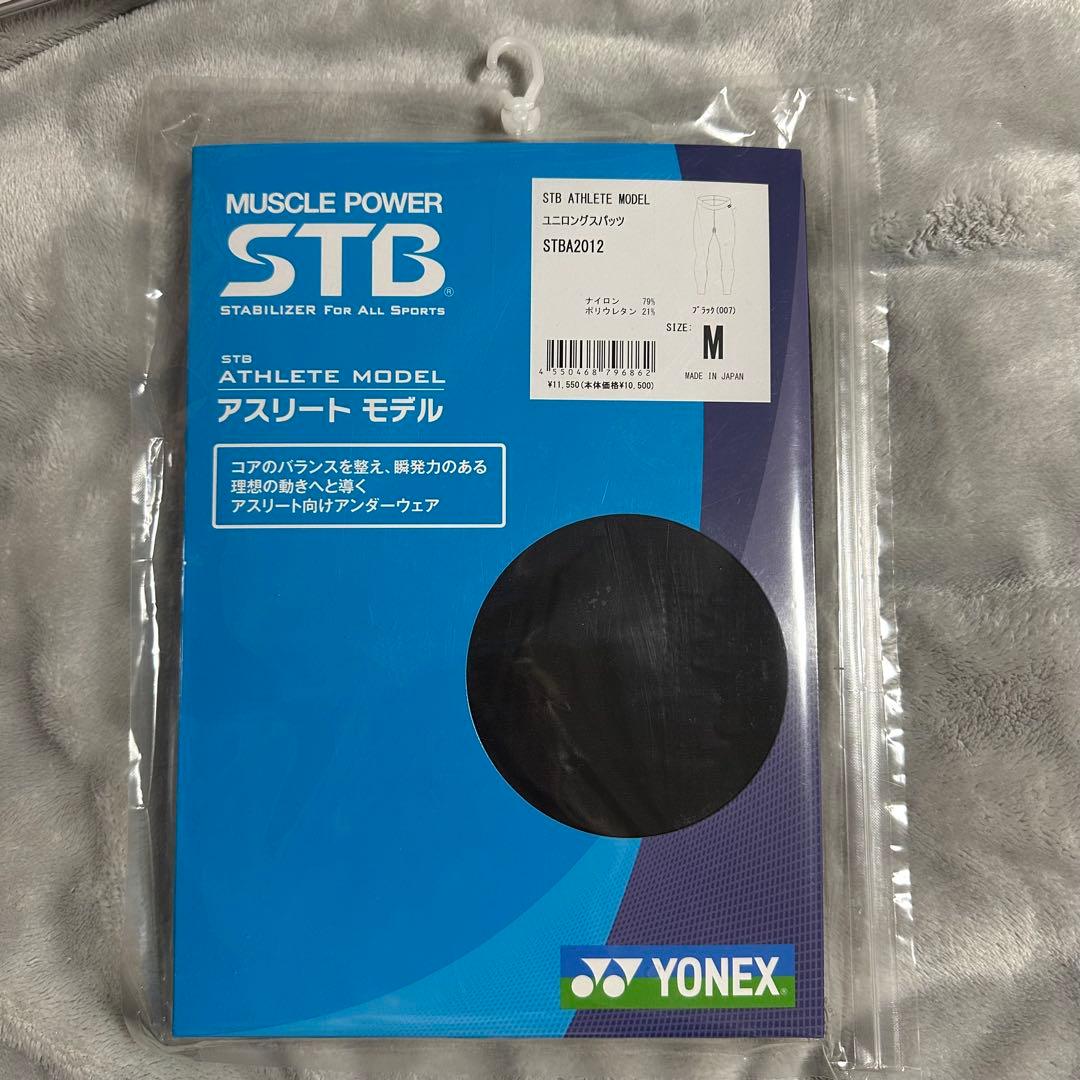 MUSCLE POWER
STB®
STABILIZER FOR ALL SPORTS
STB
ATHLETE MODEL
アスリート モデル
コアのバランスを整え、瞬発力のある
理想の動きへと導く
アスリート向けアンダーウェア
STB ATHLETE MODEL
ユニロングスパッツ
STBA2012
ナイロン 79%
ポリウレタン 21%
ブラック(007)
SIZE: M
4 550468 796862
¥11,550(本体価格¥10,500)
MADE IN JAPAN
YONEX®